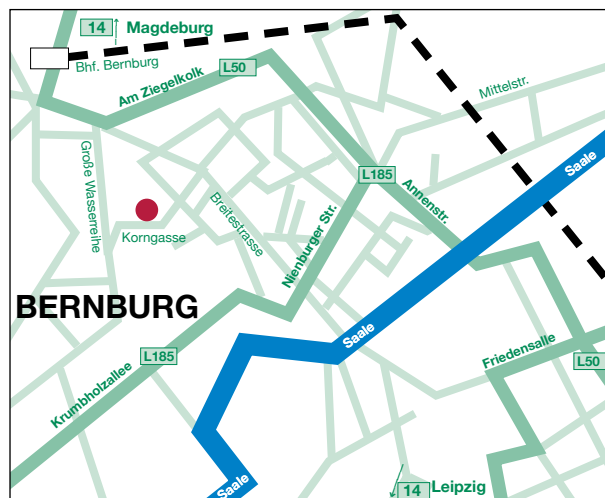 14
Magdeburg
Bhf. Bernburg
L50
Am Ziegelkolk
Mittelstr.
Große Wasserreihe
Saale
L185
Annenstr.
Breitestrasse
Korngasse
Nienburger Str.
BERNBURG
Saale
L185
Friedensalle
L50
Krumbholzallee
Saale
14
Leipzig